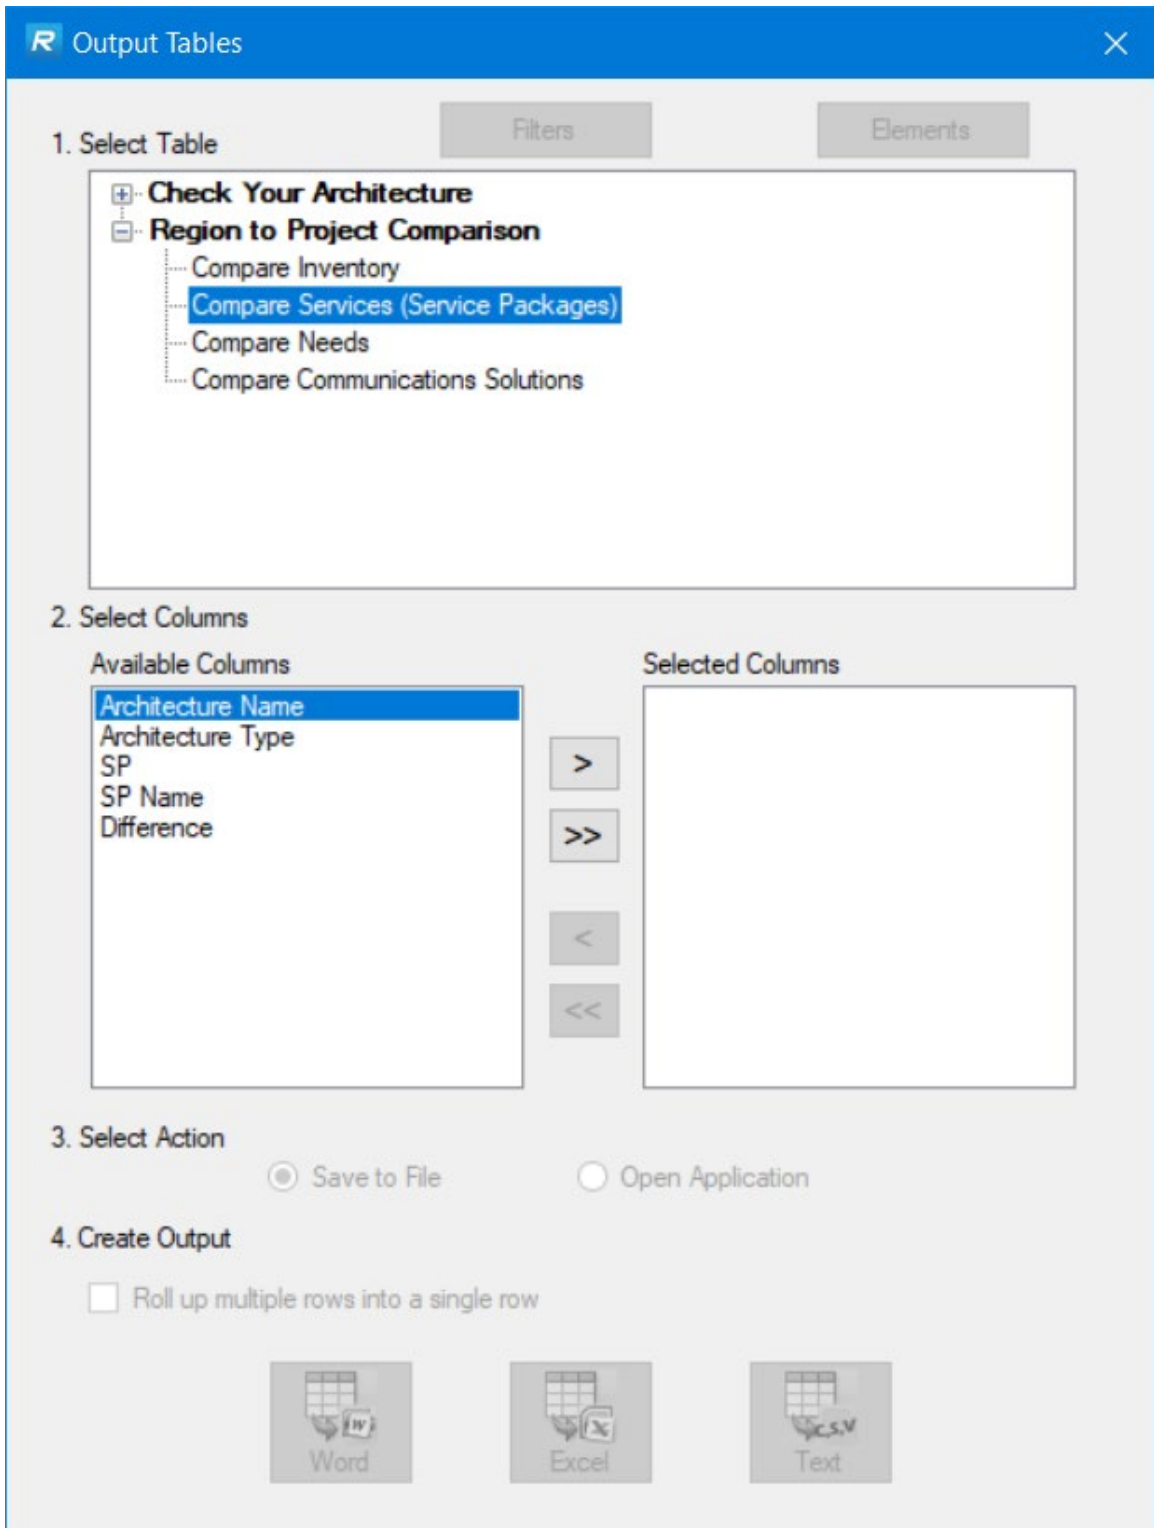 R Output Tables
Filters
Elements
1. Select Table
Check Your Architecture
Region to Project Comparison
Compare Inventory
Compare Services (Service Packages)
Compare Needs
Compare Communications Solutions
2. Select Columns
Available Columns
Selected Columns
Architecture Name
Architecture Type
SP
SP Name
Difference
>
>>
<
<<
3. Select Action
Save to File
Open Application
4. Create Output
Roll up multiple rows into a single row
W
X
C,S,V
Word
Excel
Text